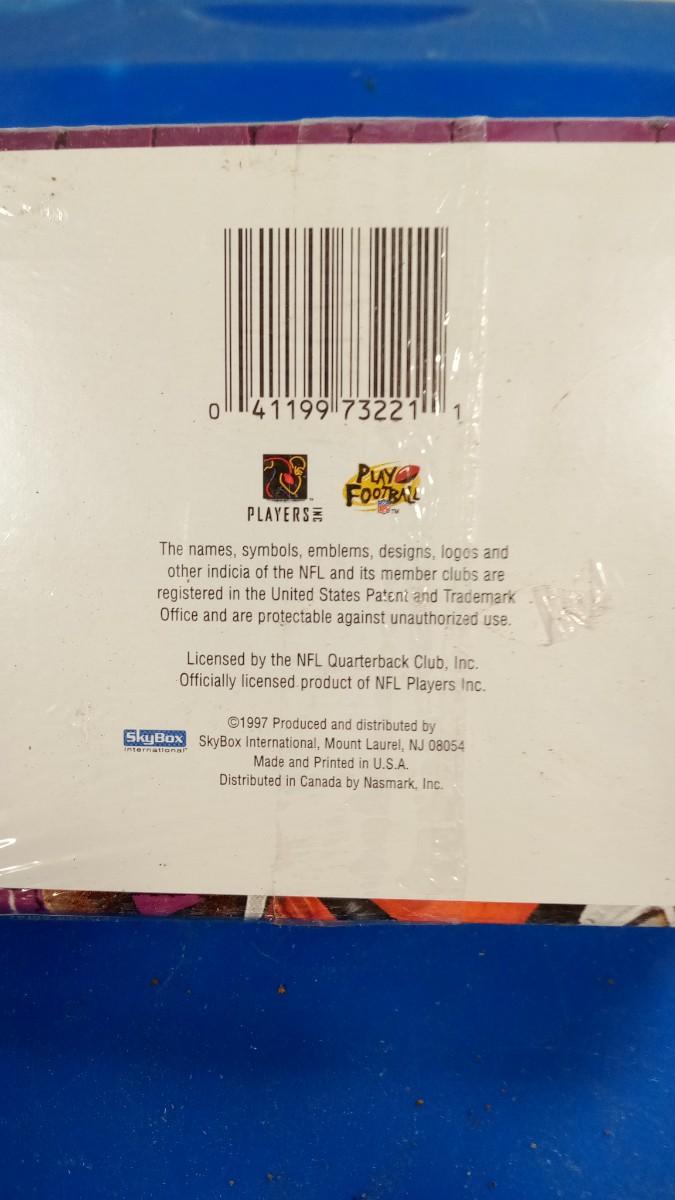 0 41199 73221 1
PLAYERS INC ™
PLAY FOOTBALL
NFL ™
The names, symbols, emblems, designs, logos and
other indicia of the NFL and its member clubs are
registered in the United States Patent and Trademark
Office and are protectable against unauthorized use.
Licensed by the NFL Quarterback Club, Inc.
Officially licensed product of NFL Players Inc.
©1997 Produced and distributed by
SkyBox International, Mount Laurel, NJ 08054
SkyBox
international
Made and Printed in U.S.A.
Distributed in Canada by Nasmark, Inc.